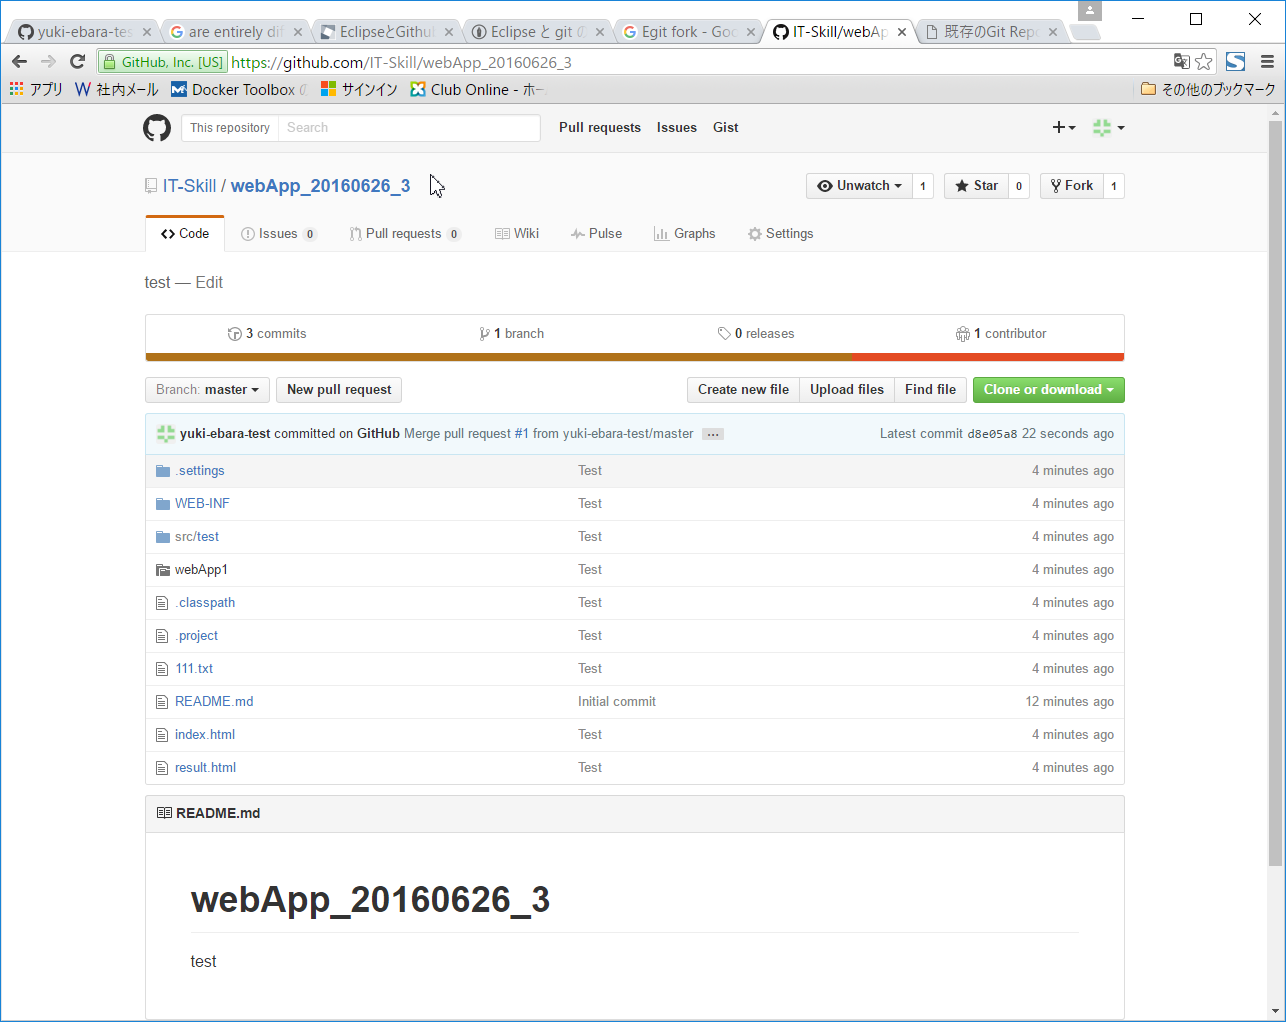 yuki-ebara-tes
are entirely dif
EclipseとGithub
Eclipse と git の
Egit fork - Goo
IT-Skill/webAp
既存のGit Repo
GitHub, Inc. [US] https://github.com/IT-Skill/webApp_20160626_3
アプリ 社内メール Docker Toolbox サインイン Club Online - ホー その他のブックマーク
This repository Search Pull requests Issues Gist
IT-Skill / webApp_20160626_3 Unwatch 1 Star 0 Fork 1
Code Issues 0 Pull requests 0 Wiki Pulse Graphs Settings
test — Edit
3 commits 1 branch 0 releases 1 contributor
Branch: master New pull request Create new file Upload files Find file Clone or download
yuki-ebara-test committed on GitHub Merge pull request #1 from yuki-ebara-test/master … Latest commit d8e05a8 22 seconds ago
.settings Test 4 minutes ago
WEB-INF Test 4 minutes ago
src/test Test 4 minutes ago
webApp1 Test 4 minutes ago
.classpath Test 4 minutes ago
.project Test 4 minutes ago
111.txt Test 4 minutes ago
README.md Initial commit 12 minutes ago
index.html Test 4 minutes ago
result.html Test 4 minutes ago
README.md
webApp_20160626_3
test